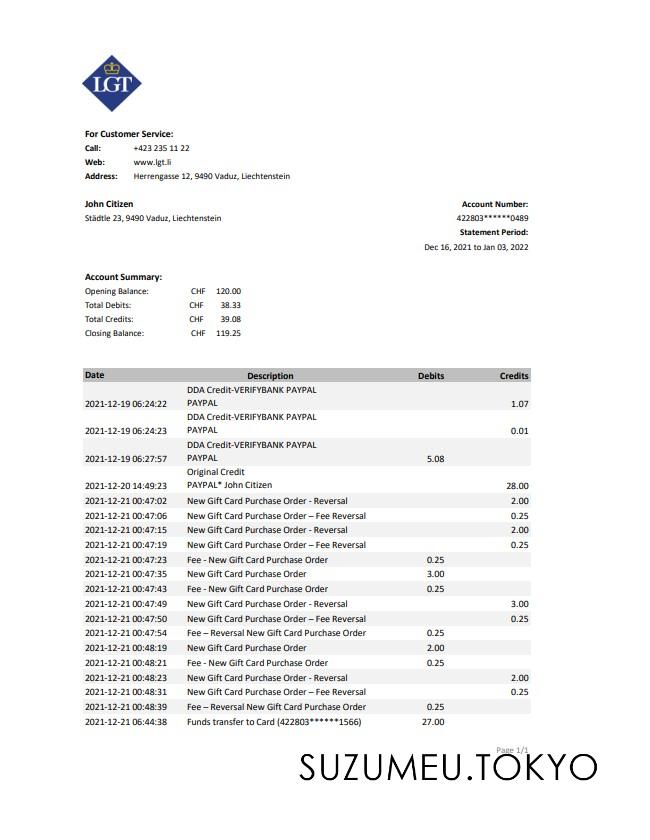 LGT
For Customer Service:
Call: +423 235 11 22
Web: www.lgt.li
Address: Herrengasse 12, 9490 Vaduz, Liechtenstein
John Citizen Account Number:
Städtle 23, 9490 Vaduz, Liechtenstein 422803******0489
Statement Period:
Dec 16, 2021 to Jan 03, 2022
Account Summary:
Opening Balance: CHF 120.00
Total Debits: CHF 38.33
Total Credits: CHF 39.08
Closing Balance: CHF 119.25
Date Description Debits Credits
DDA Credit-VERIFYBANK PAYPAL
2021-12-19 06:24:22 PAYPAL 1.07
DDA Credit-VERIFYBANK PAYPAL
2021-12-19 06:24:23 PAYPAL 0.01
DDA Credit-VERIFYBANK PAYPAL
2021-12-19 06:27:57 PAYPAL 5.08
Original Credit
2021-12-20 14:49:23 PAYPAL* John Citizen 28.00
2021-12-21 00:47:02 New Gift Card Purchase Order - Reversal 2.00
2021-12-21 00:47:06 New Gift Card Purchase Order – Fee Reversal 0.25
2021-12-21 00:47:15 New Gift Card Purchase Order - Reversal 2.00
2021-12-21 00:47:19 New Gift Card Purchase Order – Fee Reversal 0.25
2021-12-21 00:47:23 Fee - New Gift Card Purchase Order 0.25
2021-12-21 00:47:35 New Gift Card Purchase Order 3.00
2021-12-21 00:47:43 Fee - New Gift Card Purchase Order 0.25
2021-12-21 00:47:49 New Gift Card Purchase Order - Reversal 3.00
2021-12-21 00:47:50 New Gift Card Purchase Order – Fee Reversal 0.25
2021-12-21 00:47:54 Fee – Reversal New Gift Card Purchase Order 0.25
2021-12-21 00:48:19 New Gift Card Purchase Order 2.00
2021-12-21 00:48:21 Fee - New Gift Card Purchase Order 0.25
2021-12-21 00:48:23 New Gift Card Purchase Order - Reversal 2.00
2021-12-21 00:48:31 New Gift Card Purchase Order – Fee Reversal 0.25
2021-12-21 00:48:39 Fee – Reversal New Gift Card Purchase Order 0.25
2021-12-21 06:44:38 Funds transfer to Card (422803******1566) 27.00
Page 1/1
SUZUMEU.TOKYO